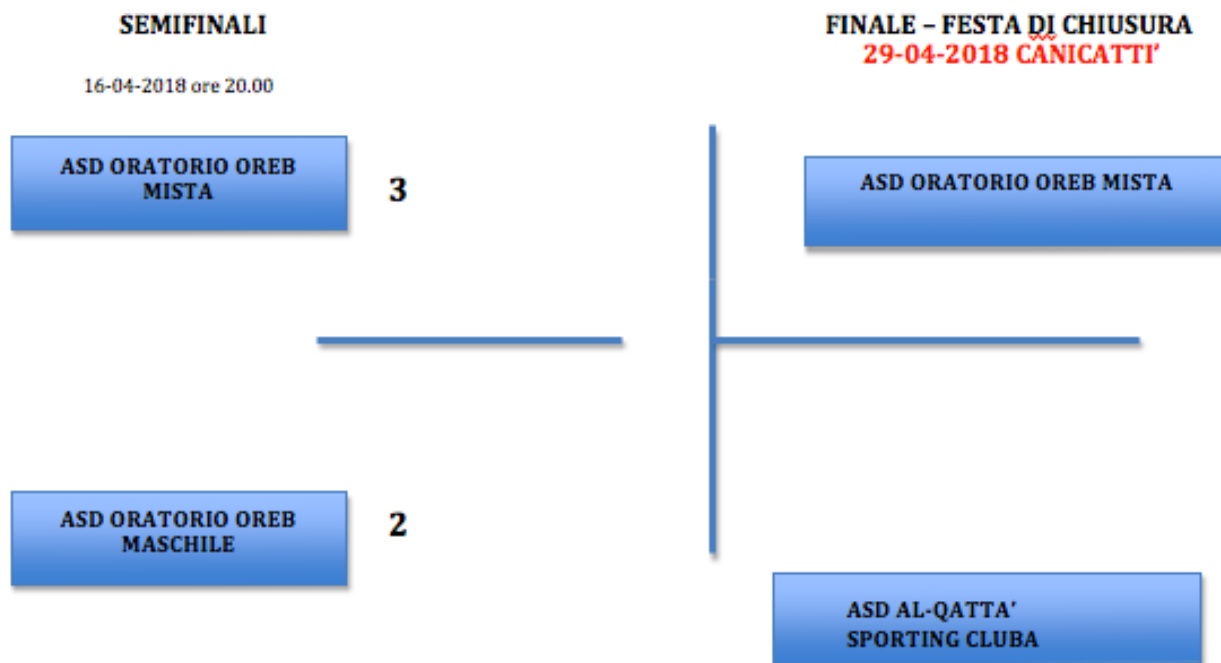 SEMIFINALI
16-04-2018 ore 20.00
ASD ORATORIO OREB
MISTA
3
ASD ORATORIO OREB
MASCHILE
2
FINALE – FESTA DI CHIUSURA
29-04-2018 CANICATTI’
ASD ORATORIO OREB MISTA
ASD AL-QATTA’
SPORTING CLUBA